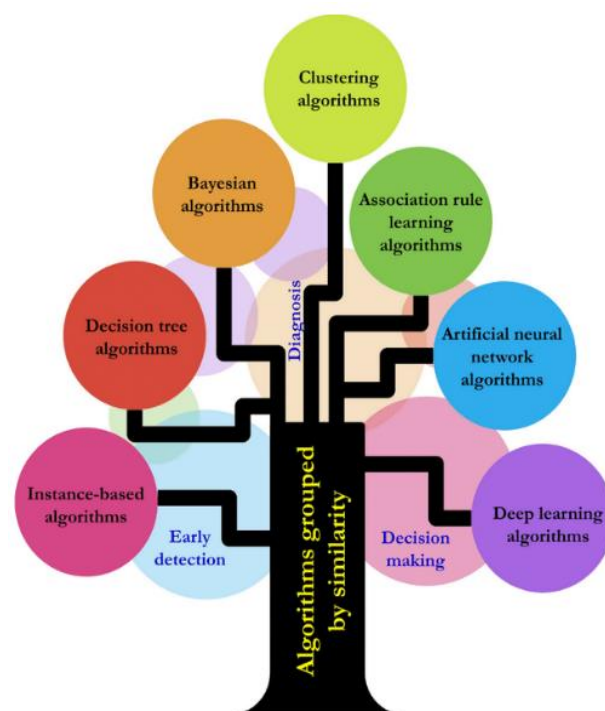 Clustering
algorithms
Bayesian
algorithms
Association rule
learning
algorithms
Diagnosis
Decision tree
algorithms
Artificial neural
network
algorithms
Instance-based
algorithms
Early
detection
Algorithms grouped
by similarity
Decision
making
Deep learning
algorithms